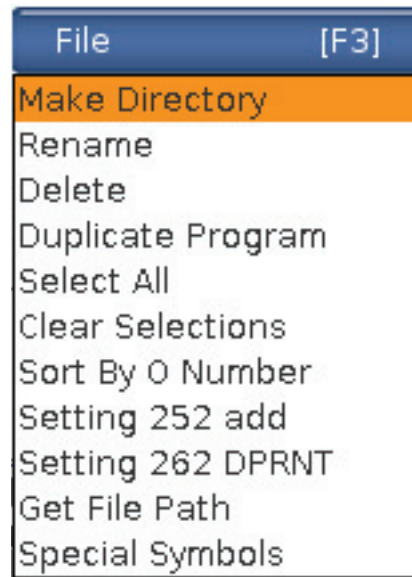 File [F3]
Make Directory
Rename
Delete
Duplicate Program
Select All
Clear Selections
Sort By O Number
Setting 252 add
Setting 262 DPRNT
Get File Path
Special Symbols